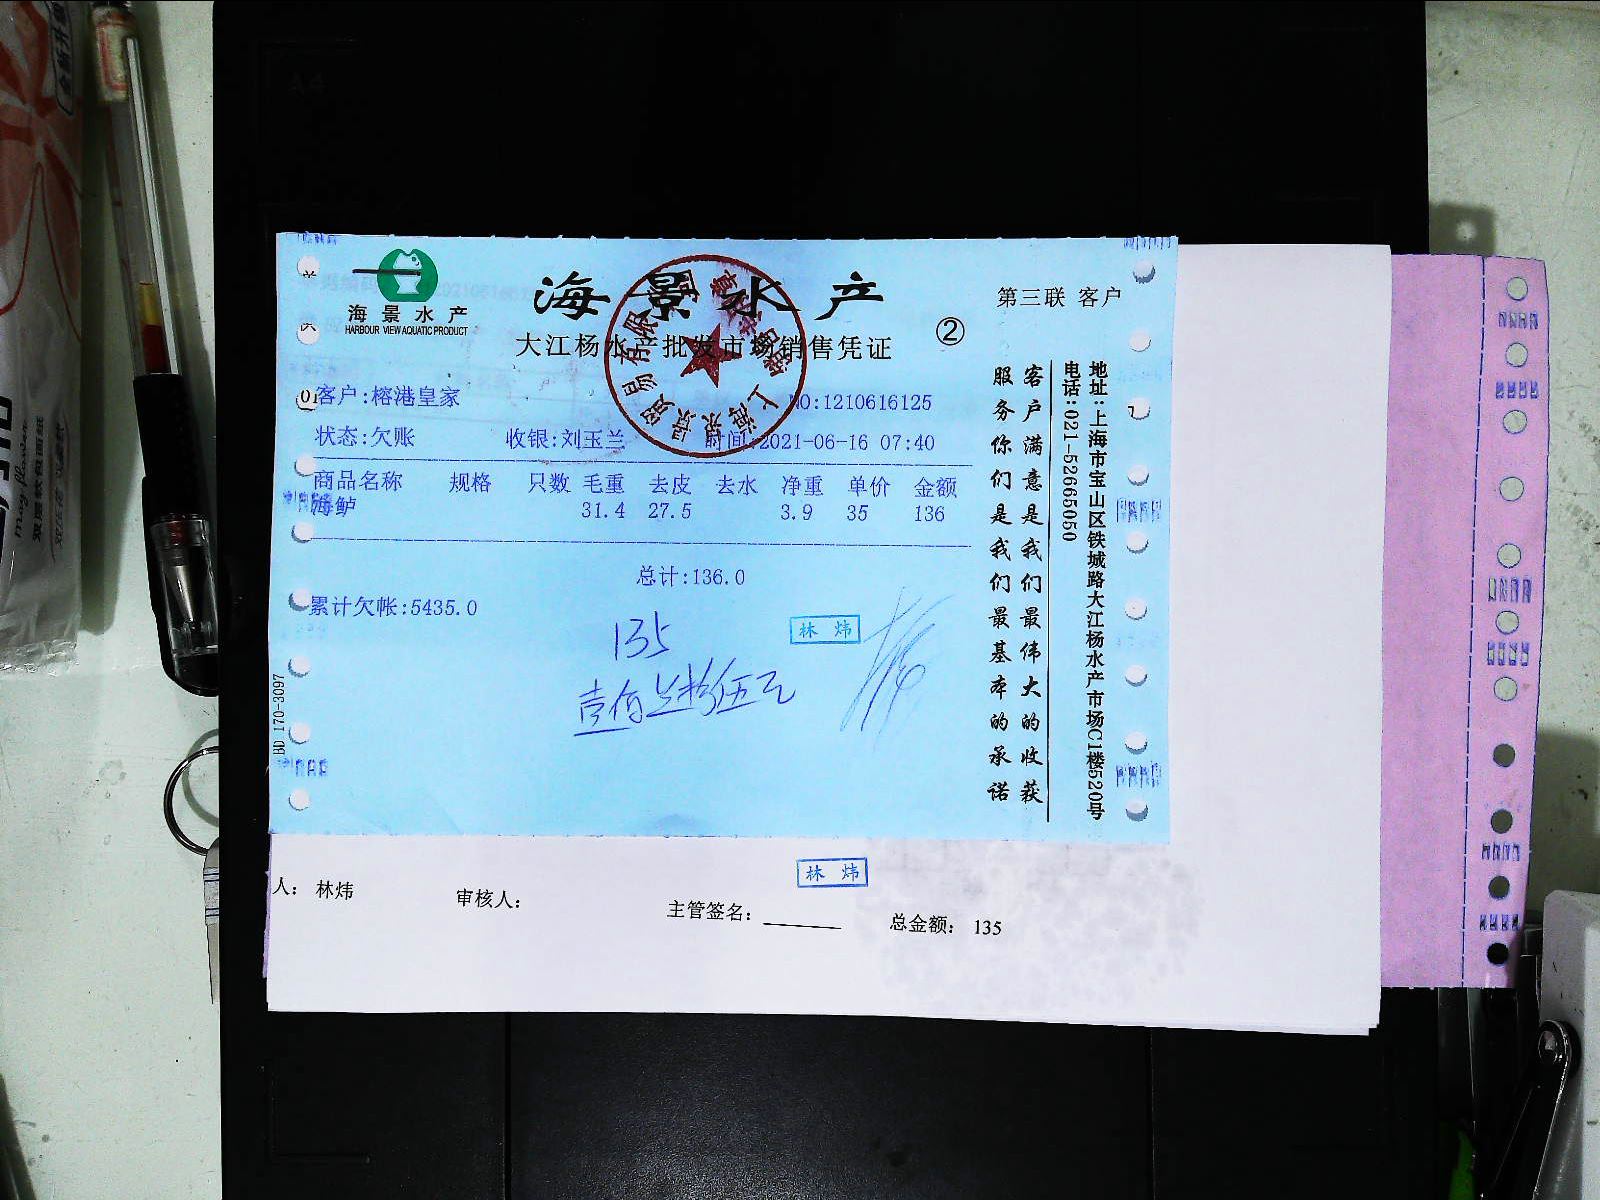 海景水产
HARBOUR VIEW AQUATIC PRODUCT
海景水产
大江杨水产批发市场销售凭证
②
第三联 客户
客户:榕港皇家
NO:1210616125
状态:欠账 收银:刘玉兰 时间:2021-06-16 07:40
商品名称 规格 只数 毛重 去皮 去水 净重 单价 金额
海鲈 31.4 27.5 3.9 35 136
总计:136.0
累计欠帐:5435.0
135
壹佰叁拾伍元
林炜
客户满意是我们最伟大的收获
服务你们是我们最基本的承诺
地址:上海市宝山区铁城路大江杨水产市场C1楼520号
电话:021-52665050
170-3097
林炜
人: 林炜 审核人: 主管签名: 总金额: 135